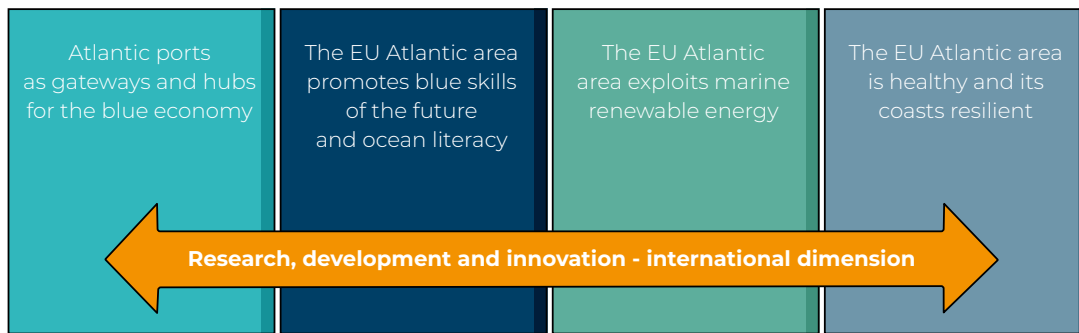 Atlantic ports
as gateways and hubs
for the blue economy
The EU Atlantic area
promotes blue skills
of the future
and ocean literacy
The EU Atlantic
area exploits marine
renewable energy
The EU Atlantic area
is healthy and its
coasts resilient
Research, development and innovation - international dimension